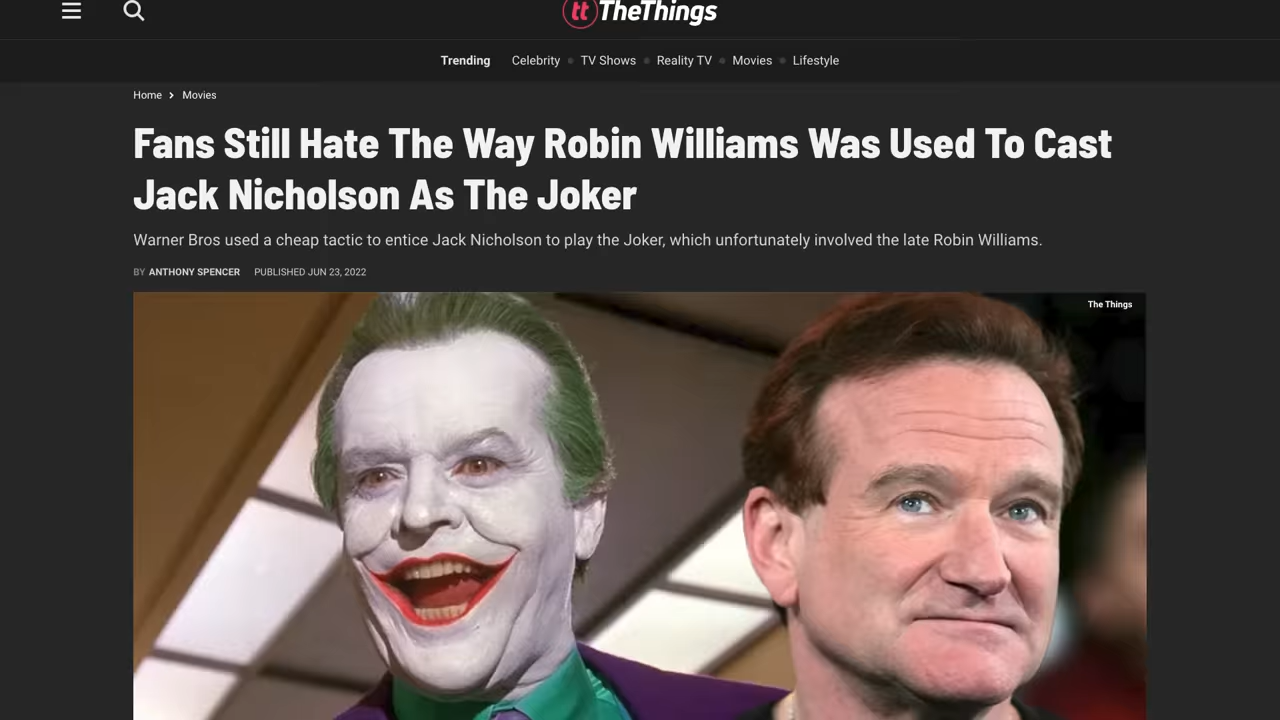 tt TheThings
Trending Celebrity TV Shows Reality TV Movies Lifestyle
Home Movies
Fans Still Hate The Way Robin Williams Was Used To Cast
Jack Nicholson As The Joker
Warner Bros used a cheap tactic to entice Jack Nicholson to play the Joker, which unfortunately involved the late Robin Williams.
BY ANTHONY SPENCER PUBLISHED JUN 23, 2022
The Things